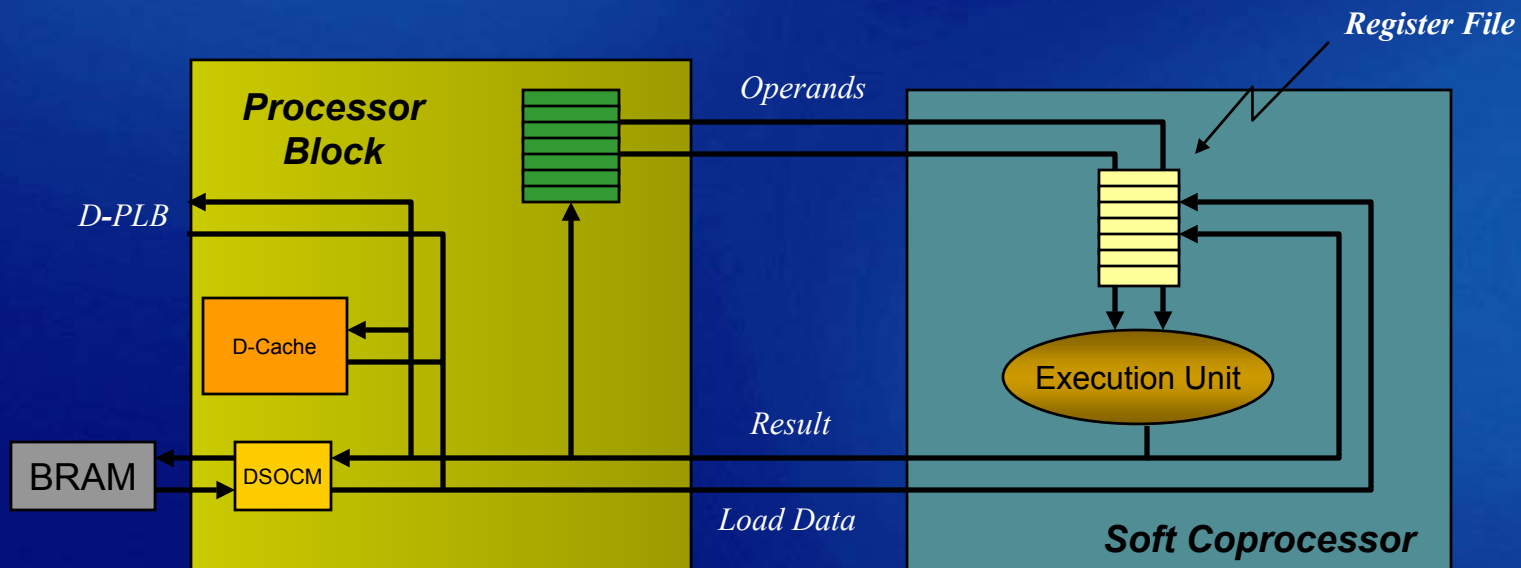 Register File
Processor
Block
Operands
D-PLB
D-Cache
Execution Unit
Result
BRAM
DSOCM
Load Data
Soft Coprocessor